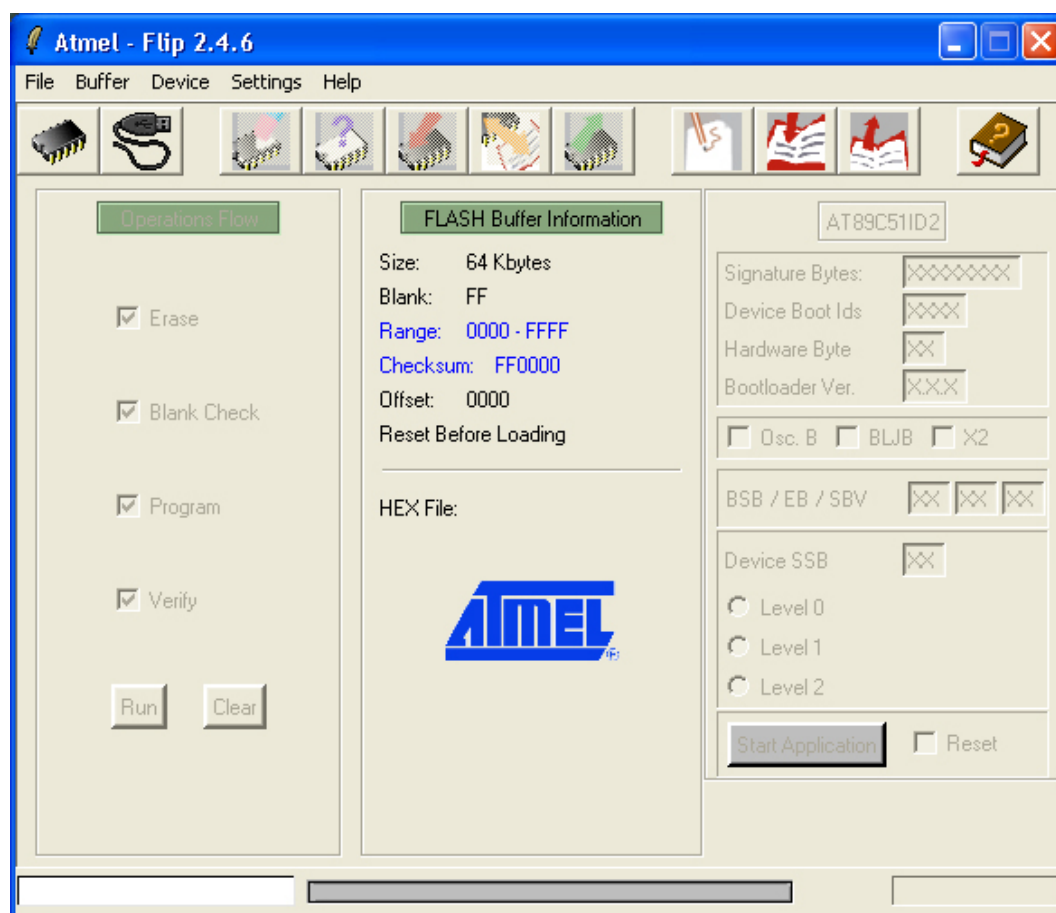 Atmel - Flip 2.4.6
File Buffer Device Settings Help
Operations Flow
Erase
Blank Check
Program
Verify
Run Clear
FLASH Buffer Information
Size: 64 Kbytes
Blank: FF
Range: 0000 - FFFF
Checksum: FF0000
Offset: 0000
Reset Before Loading
HEX File:
ATMEL ®
AT89C51ID2
Signature Bytes: XXXXXXXX
Device Boot Ids XXXX
Hardware Byte XX
Bootloader Ver. X.X.X
Osc. B BLJB X2
BSB / EB / SBV XX XX XX
Device SSB XX
Level 0
Level 1
Level 2
Start Application Reset